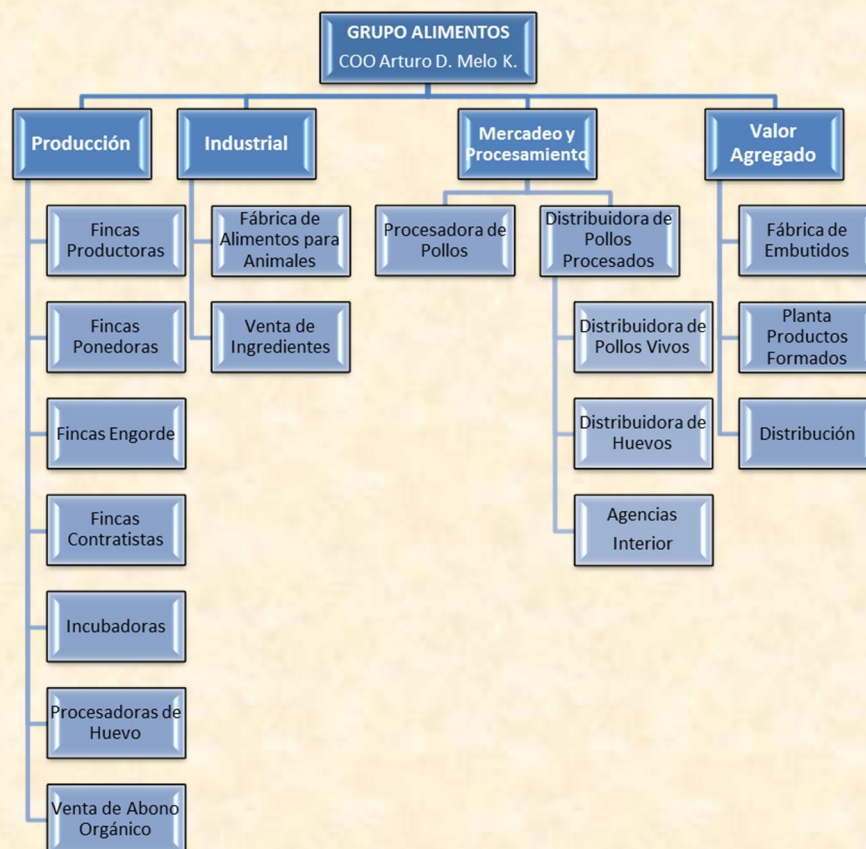 GRUPO ALIMENTOS
COO Arturo D. Melo K.
Producción
Industrial
Mercadeo y
Procesamiento
Valor
Agregado
Fincas
Productoras
Fincas
Ponedoras
Fincas Engorde
Fincas
Contratistas
Incubadoras
Procesadoras de
Huevo
Venta de Abono
Orgánico
Fábrica de
Alimentos para
Animales
Venta de
Ingredientes
Procesadora de
Pollos
Distribuidora de
Pollos
Procesados
Distribuidora de
Pollos Vivos
Distribuidora de
Huevos
Agencias
Interior
Fábrica de
Embutidos
Planta
Productos
Formados
Distribución